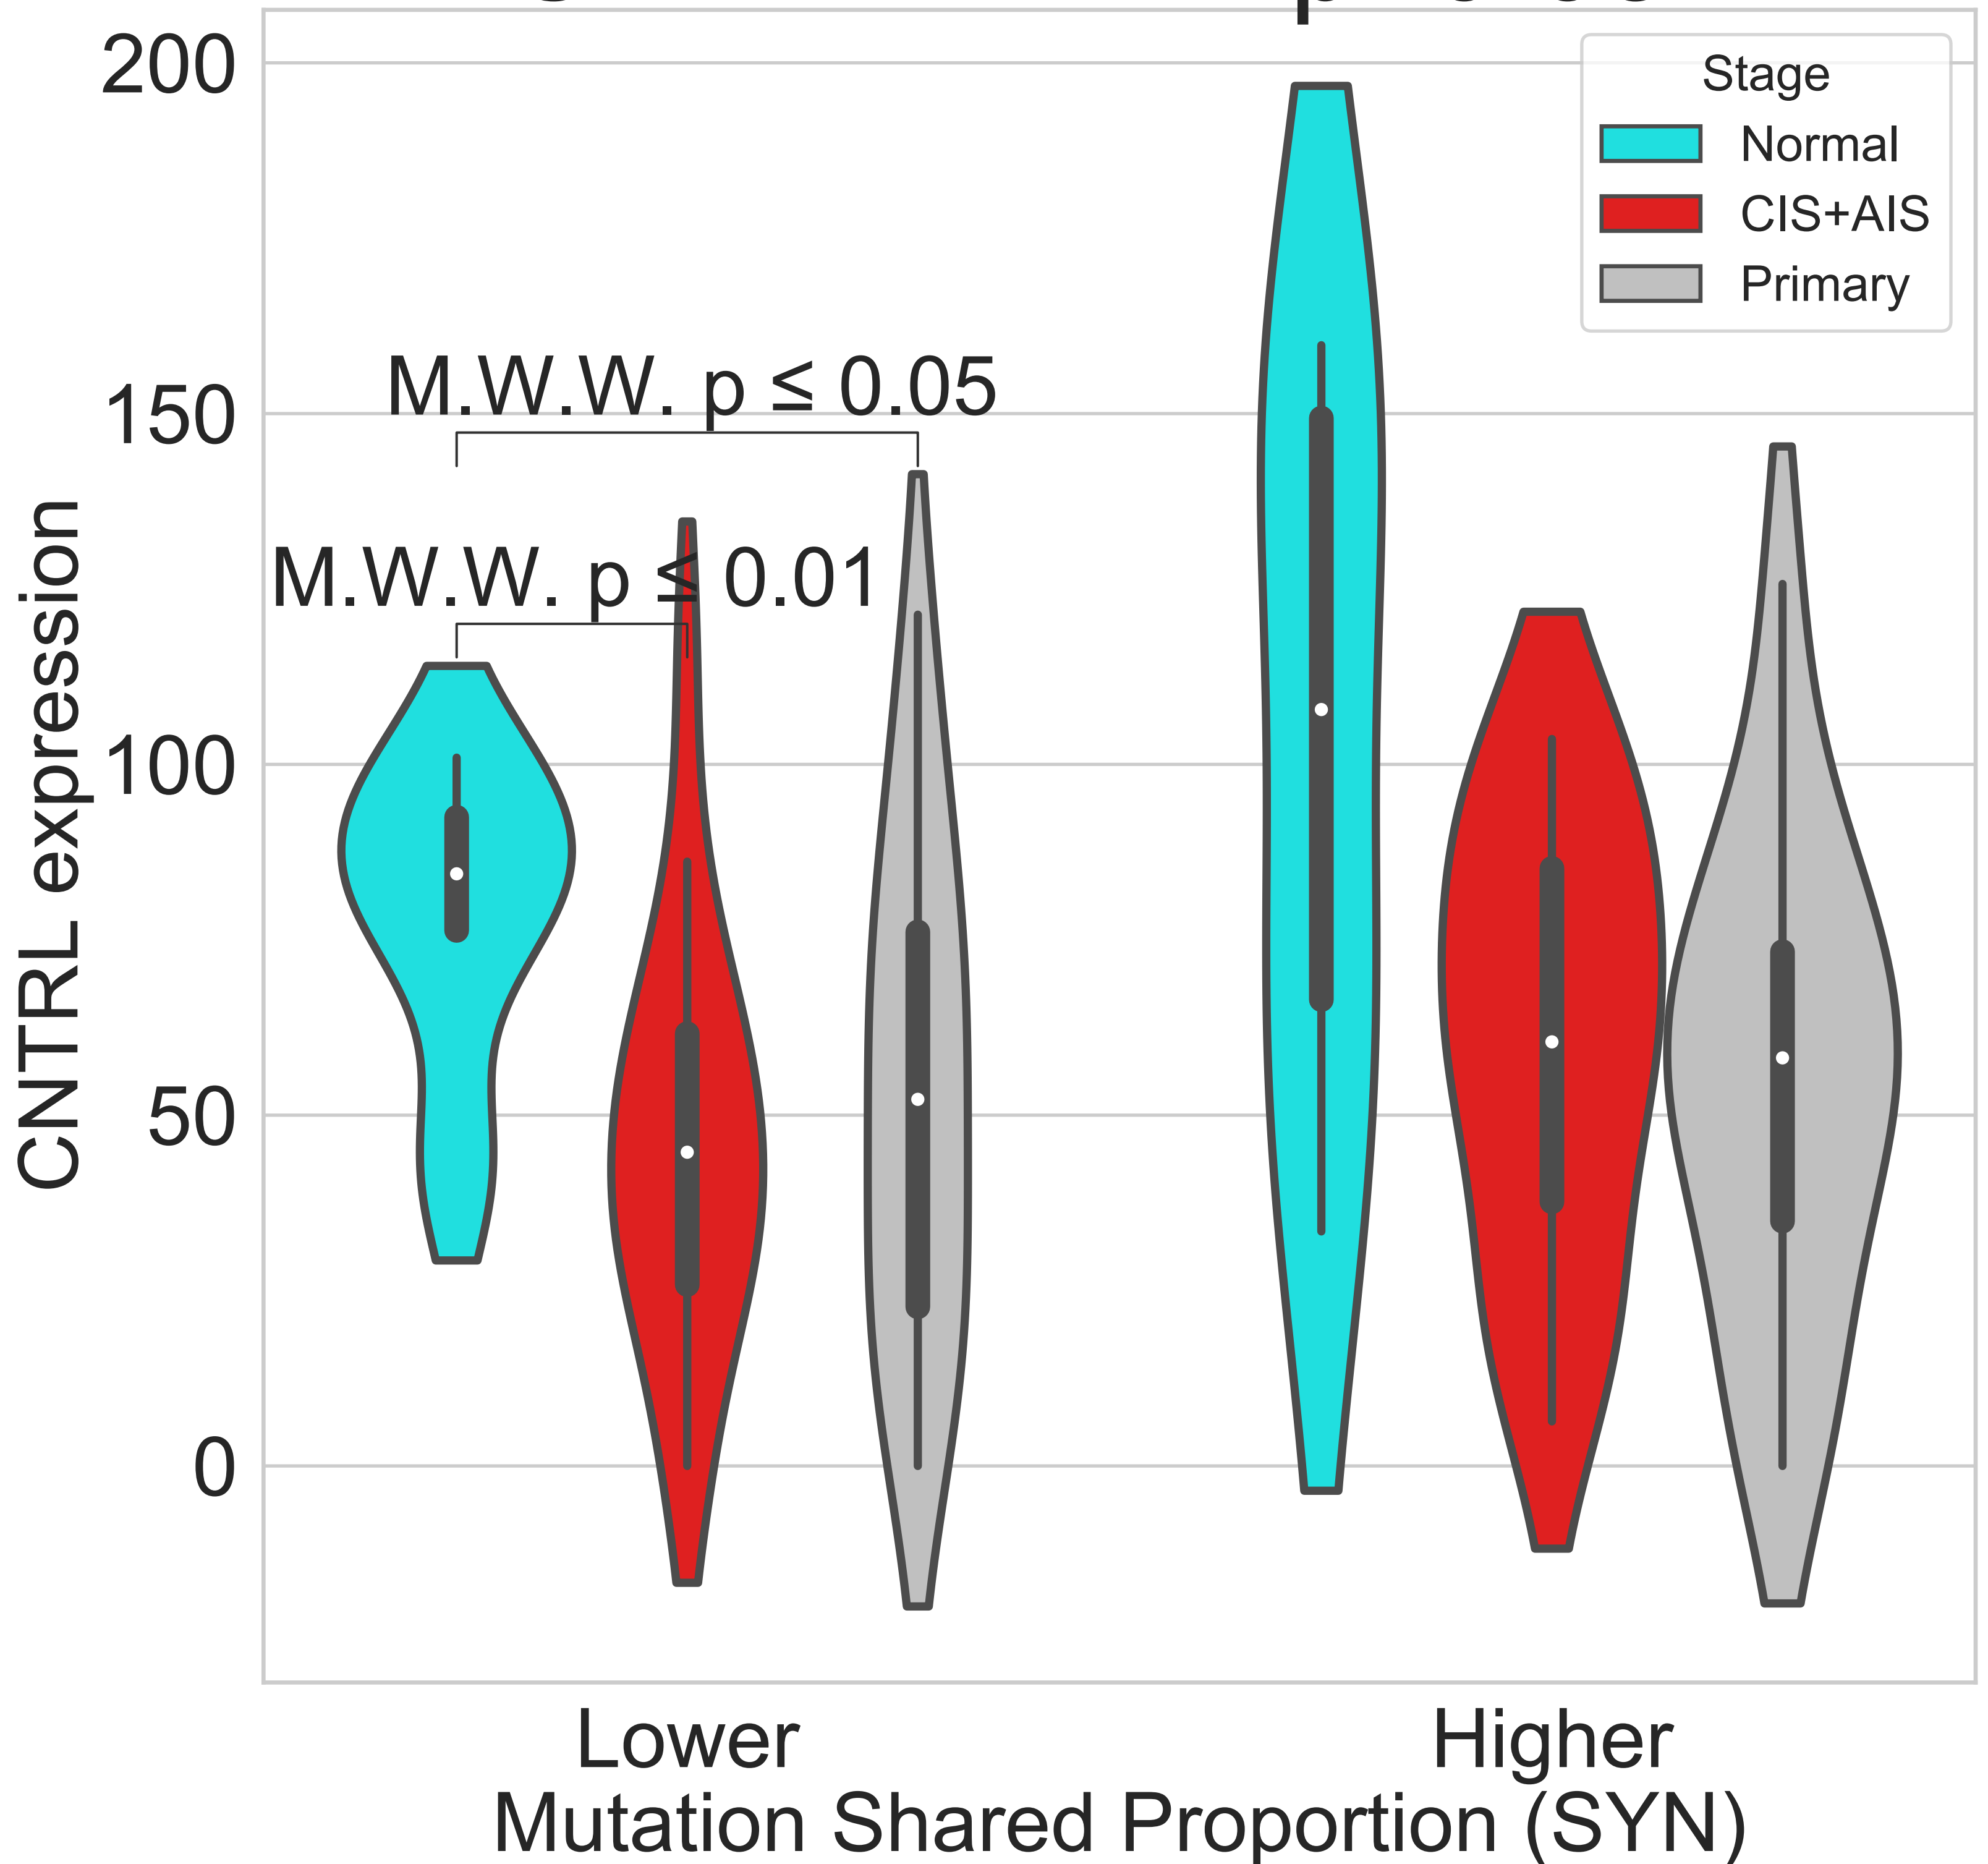 200
150
100
50
0
CNTRL expression
Stage
Normal
CIS+AIS
Primary
M.W.W. p ≤ 0.05
M.W.W. p ≤ 0.01
Lower
Higher
Mutation Shared Proportion (SYN)